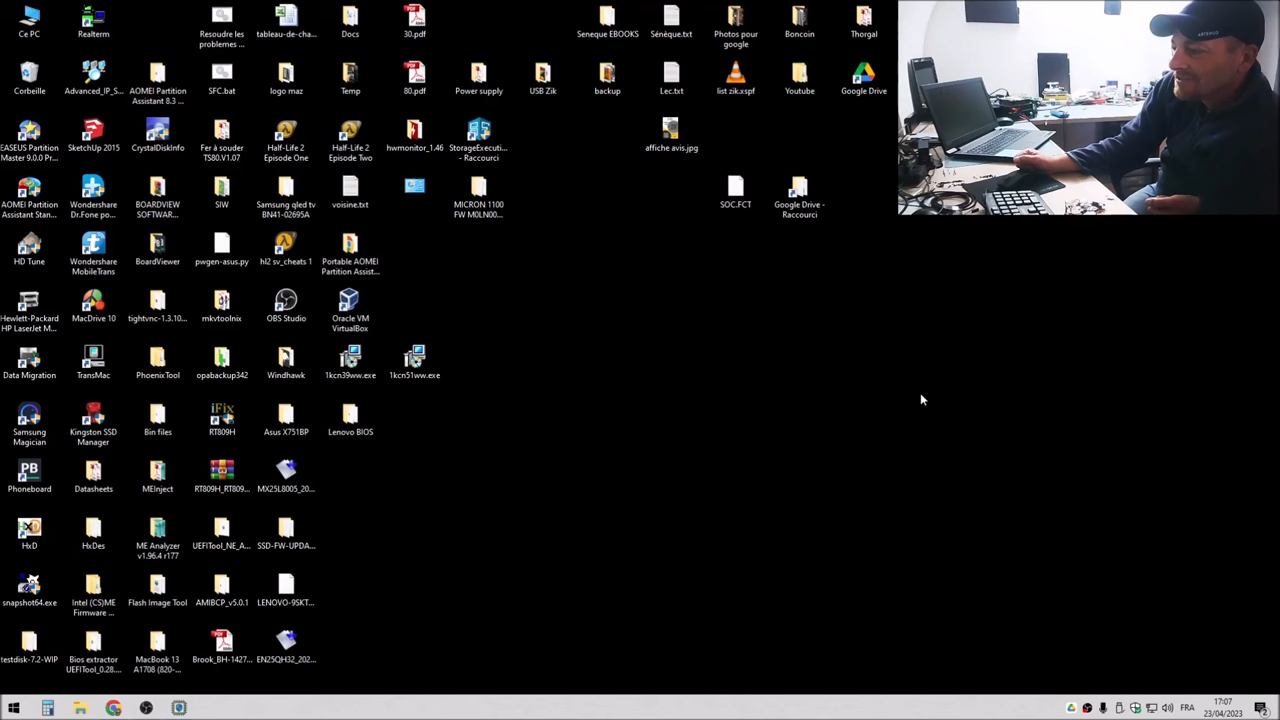 Ce PC
Realterm
Resoudre les
problemes ...
tableau-de-cha...
Docs
30.pdf
Seneque EBOOKS
Sénèque.txt
Photos pour
google
Boncoin
Thorgal
ARTENGO
Corbeille
Advanced_IP_S...
AOMEI Partition
Assistant 8.3 ...
SFC.bat
logo maz
Temp
80.pdf
Power supply
USB Zik
backup
Lec.txt
list zik.xspf
Youtube
Google Drive
EASEUS Partition
Master 9.0.0 Pr...
SketchUp 2015
CrystalDiskInfo
Fer à souder
TS80.V1.07
Half-Life 2
Episode One
Half-Life 2
Episode Two
hwmonitor_1.46
StorageExecuti...
- Raccourci
affiche avis.jpg
AOMEI Partition
Assistant Stan...
Wondershare
Dr.Fone po...
BOARDVIEW
SOFTWAR...
SIW
Samsung qled tv
BN41-02695A
voisine.txt
MICRON 1100
FW M0LN00...
SOC.FCT
Google Drive -
Raccourci
HD Tune
Wondershare
MobileTrans
BoardViewer
pwgen-asus.py
hl2 sv_cheats 1
Portable AOMEI
Partition Assist...
Hewlett-Packard
HP LaserJet M...
MacDrive 10
tightvnc-1.3.10...
mkvtoolnix
OBS Studio
Oracle VM
VirtualBox
Data Migration
TransMac
PhoenixTool
opabackup342
Windhawk
1kcn39ww.exe
1kcn51ww.exe
Samsung
Magician
Kingston SSD
Manager
Bin files
iFix
RT809H
Asus X751BP
Lenovo BIOS
PB
Phoneboard
Datasheets
MEInject
RT809H_RT809...
MX25L8005_20...
HxD
HxDes
ME Analyzer
v1.96.4 r177
UEFITool_NE_A...
SSD-FW-UPDA...
snapshot64.exe
Intel (CS)ME
Firmware ...
Flash Image Tool
AMIBCP_v5.0.1
LENOVO-9SKT...
testdisk-7.2-WIP
Bios extractor
UEFITool_0.28....
MacBook 13
A1708 (820-...
Brook_BH-1427...
EN25QH32_202...
FRA
17:07
23/04/2023
2